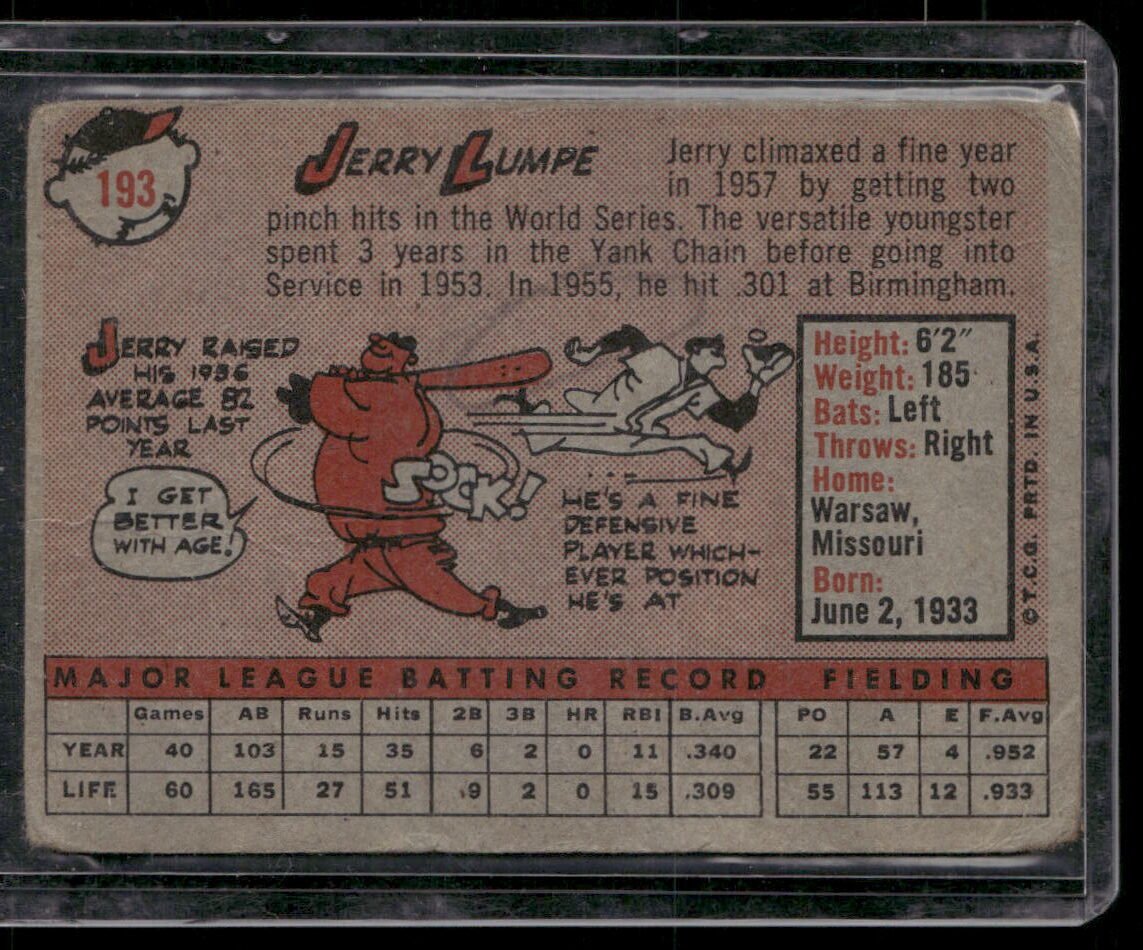 193
JERRY LUMPE
Jerry climaxed a fine year
in 1957 by getting two
pinch hits in the World Series. The versatile youngster
spent 3 years in the Yank Chain before going into
Service in 1953. In 1955, he hit .301 at Birmingham.
JERRY RAISED
HIS 1956
AVERAGE 82
POINTS LAST
YEAR
I GET
BETTER
WITH AGE!
SOCK!
HE'S A FINE
DEFENSIVE
PLAYER WHICH-
EVER POSITION
HE'S AT
Height: 6'2"
Weight: 185
Bats: Left
Throws: Right
Home:
Warsaw,
Missouri
Born:
June 2, 1933
© T.C.G. PRTD. IN U.S.A.
MAJOR LEAGUE BATTING RECORD FIELDING
Games AB Runs Hits 2B 3B HR RBI B.Avg PO A E F.Avg
YEAR 40 103 15 35 6 2 0 11 .340 22 57 4 .952
LIFE 60 165 27 51 9 2 0 15 .309 55 113 12 .933